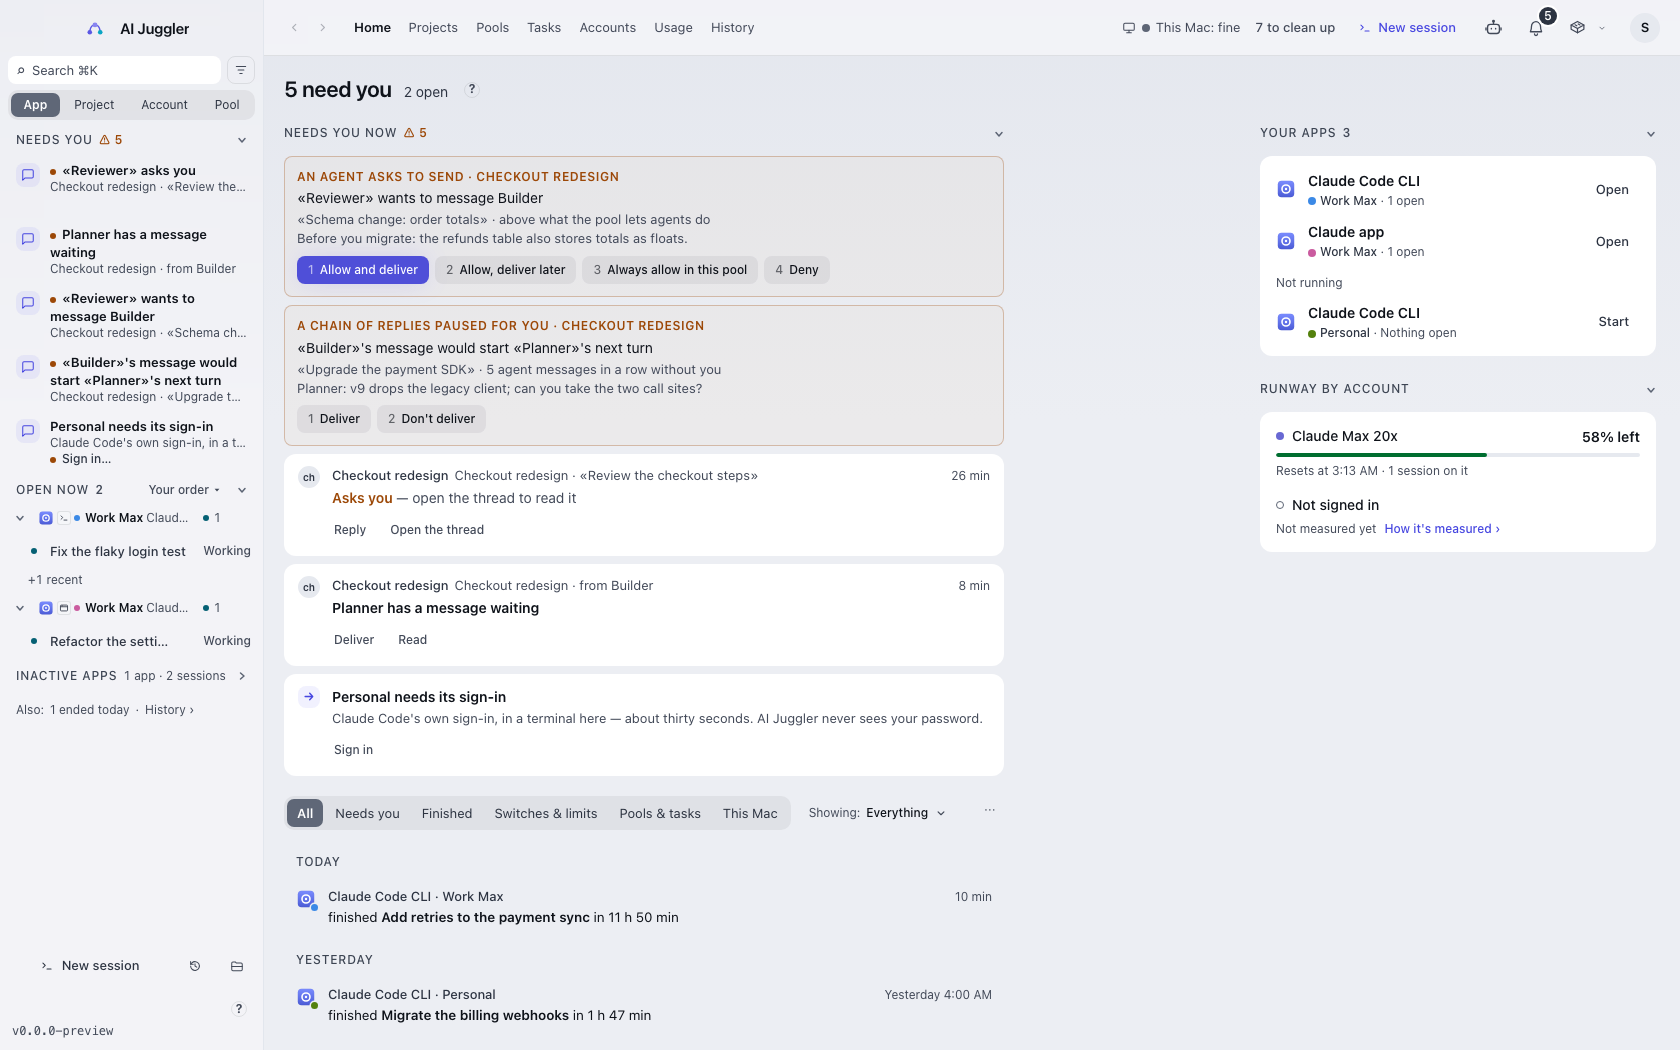 AI Juggler
Search ⌘K
App Project Account Pool
NEEDS YOU 5
«Reviewer» asks you
Checkout redesign · «Review the…
Planner has a message
waiting
Checkout redesign · from Builder
«Reviewer» wants to
message Builder
Checkout redesign · «Schema ch…
«Builder»'s message would
start «Planner»'s next turn
Checkout redesign · «Upgrade t…
Personal needs its sign-in
Claude Code's own sign-in, in a t…
Sign in…
OPEN NOW 2 Your order
Work Max Claud… 1
Fix the flaky login test Working
+1 recent
Work Max Claud… 1
Refactor the setti… Working
INACTIVE APPS 1 app · 2 sessions
Also: 1 ended today · History ›
New session
?
v0.0.0-preview
Home Projects Pools Tasks Accounts Usage History
This Mac: fine 7 to clean up New session 5 S
5 need you 2 open ?
NEEDS YOU NOW 5
AN AGENT ASKS TO SEND · CHECKOUT REDESIGN
«Reviewer» wants to message Builder
«Schema change: order totals» · above what the pool lets agents do
Before you migrate: the refunds table also stores totals as floats.
1 Allow and deliver 2 Allow, deliver later 3 Always allow in this pool 4 Deny
A CHAIN OF REPLIES PAUSED FOR YOU · CHECKOUT REDESIGN
«Builder»'s message would start «Planner»'s next turn
«Upgrade the payment SDK» · 5 agent messages in a row without you
Planner: v9 drops the legacy client; can you take the two call sites?
1 Deliver 2 Don't deliver
ch Checkout redesign Checkout redesign · «Review the checkout steps» 26 min
Asks you — open the thread to read it
Reply Open the thread
ch Checkout redesign Checkout redesign · from Builder 8 min
Planner has a message waiting
Deliver Read
Personal needs its sign-in
Claude Code's own sign-in, in a terminal here — about thirty seconds. AI Juggler never sees your password.
Sign in
All Needs you Finished Switches & limits Pools & tasks This Mac Showing: Everything ···
TODAY
Claude Code CLI · Work Max 10 min
finished Add retries to the payment sync in 11 h 50 min
YESTERDAY
Claude Code CLI · Personal Yesterday 4:00 AM
finished Migrate the billing webhooks in 1 h 47 min
YOUR APPS 3
Claude Code CLI Open
Work Max · 1 open
Claude app Open
Work Max · 1 open
Not running
Claude Code CLI Start
Personal · Nothing open
RUNWAY BY ACCOUNT
Claude Max 20x 58% left
Resets at 3:13 AM · 1 session on it
Not signed in
Not measured yet How it's measured ›